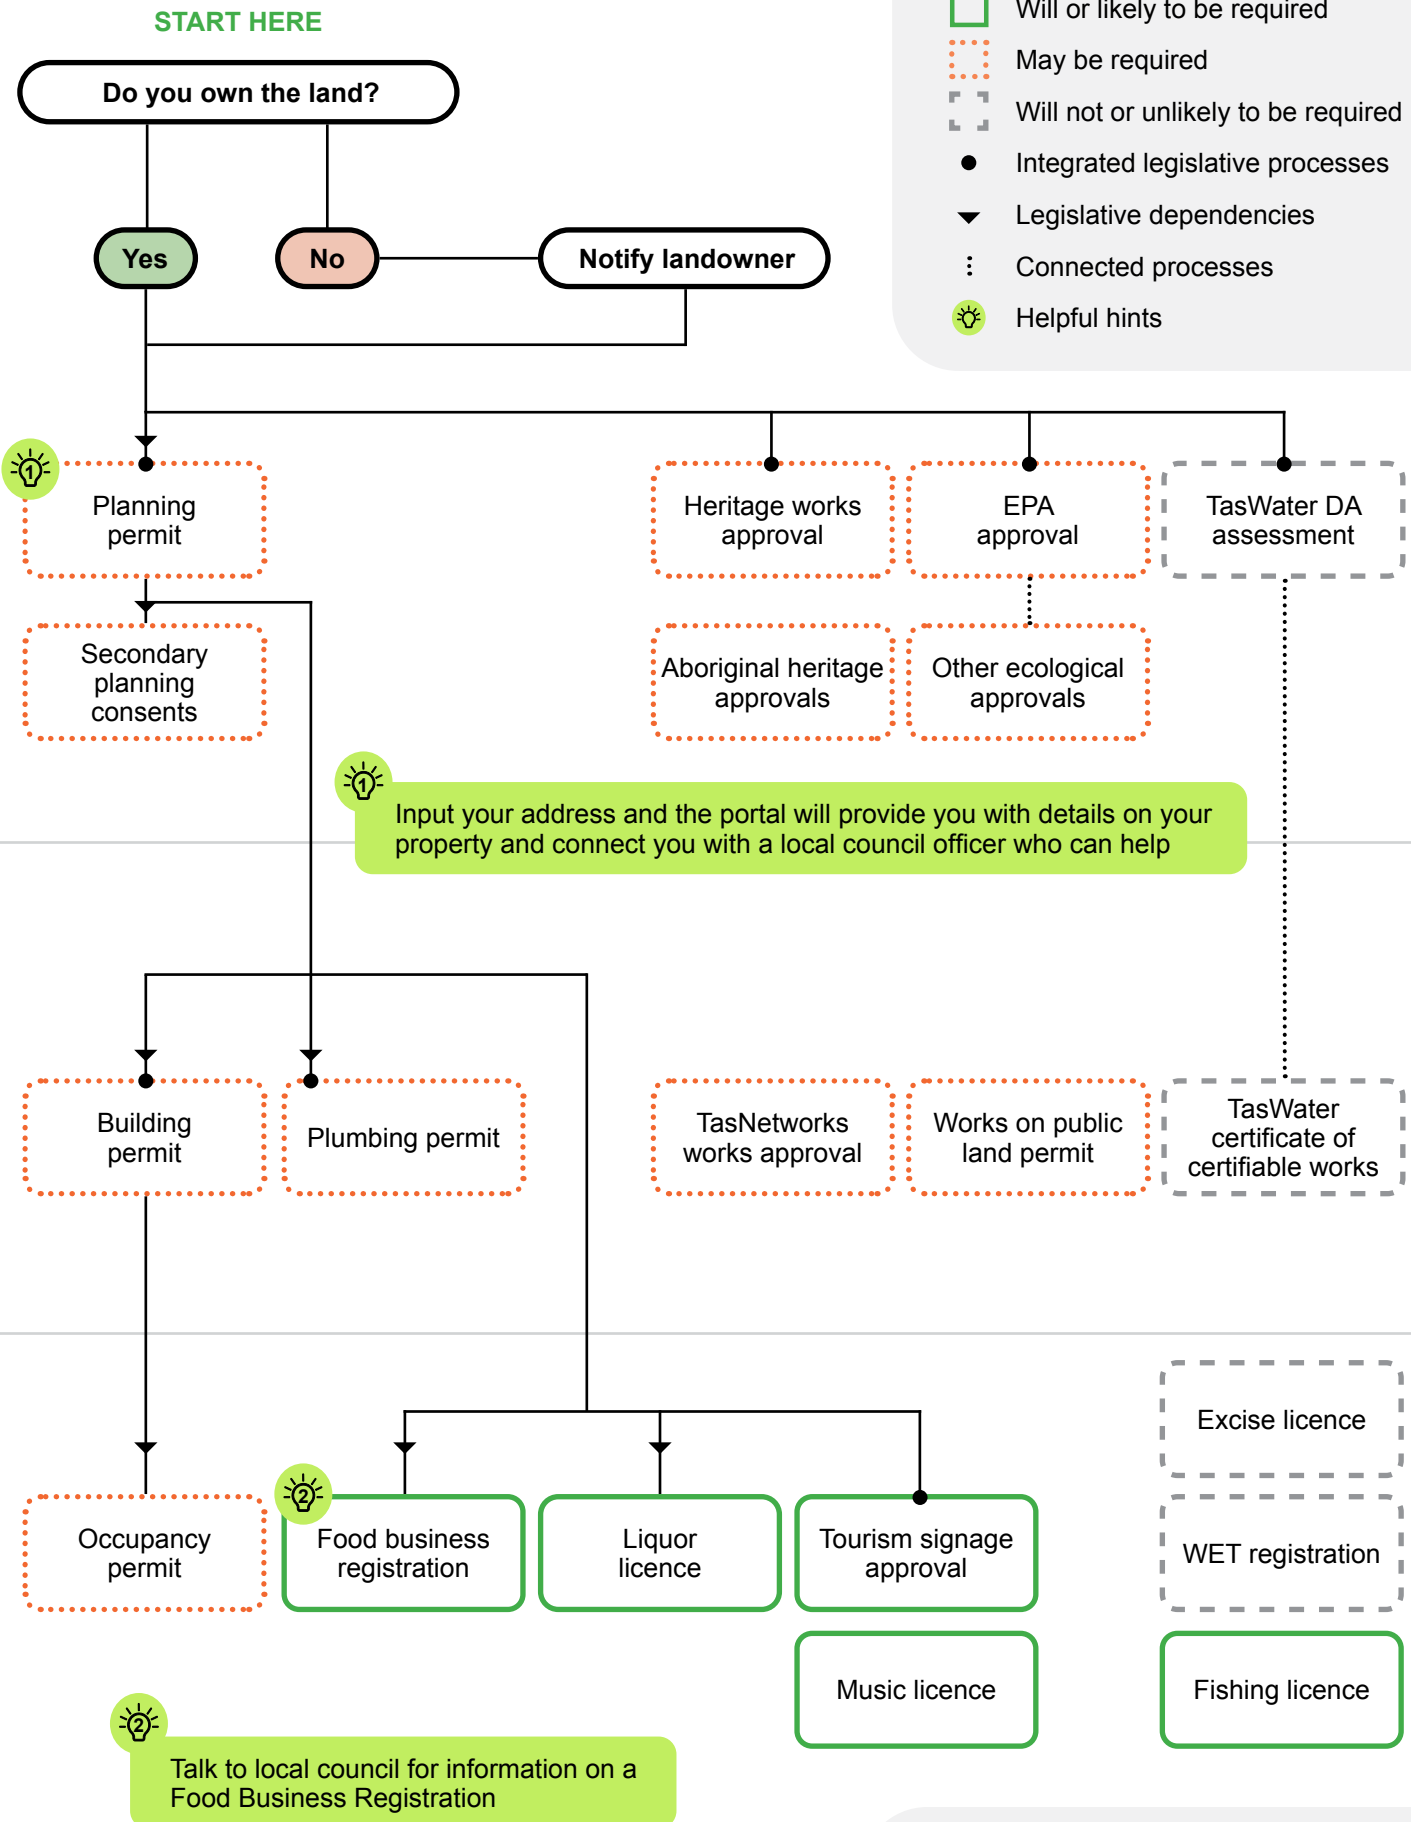 START HERE
Do you own the land?
Yes
No
Notify landowner
Will or likely to be required
May be required
Will not or unlikely to be required
Integrated legislative processes
Legislative dependencies
Connected processes
Helpful hints
1
Planning
permit
Heritage works
approval
EPA
approval
TasWater DA
assessment
Secondary
planning
consents
Aboriginal heritage
approvals
Other ecological
approvals
1
Input your address and the portal will provide you with details on your
property and connect you with a local council officer who can help
Building
permit
Plumbing permit
TasNetworks
works approval
Works on public
land permit
TasWater
certificate of
certifiable works
Excise licence
Occupancy
permit
2
Food business
registration
Liquor
licence
Tourism signage
approval
WET registration
Music licence
Fishing licence
2
Talk to local council for information on a
Food Business Registration